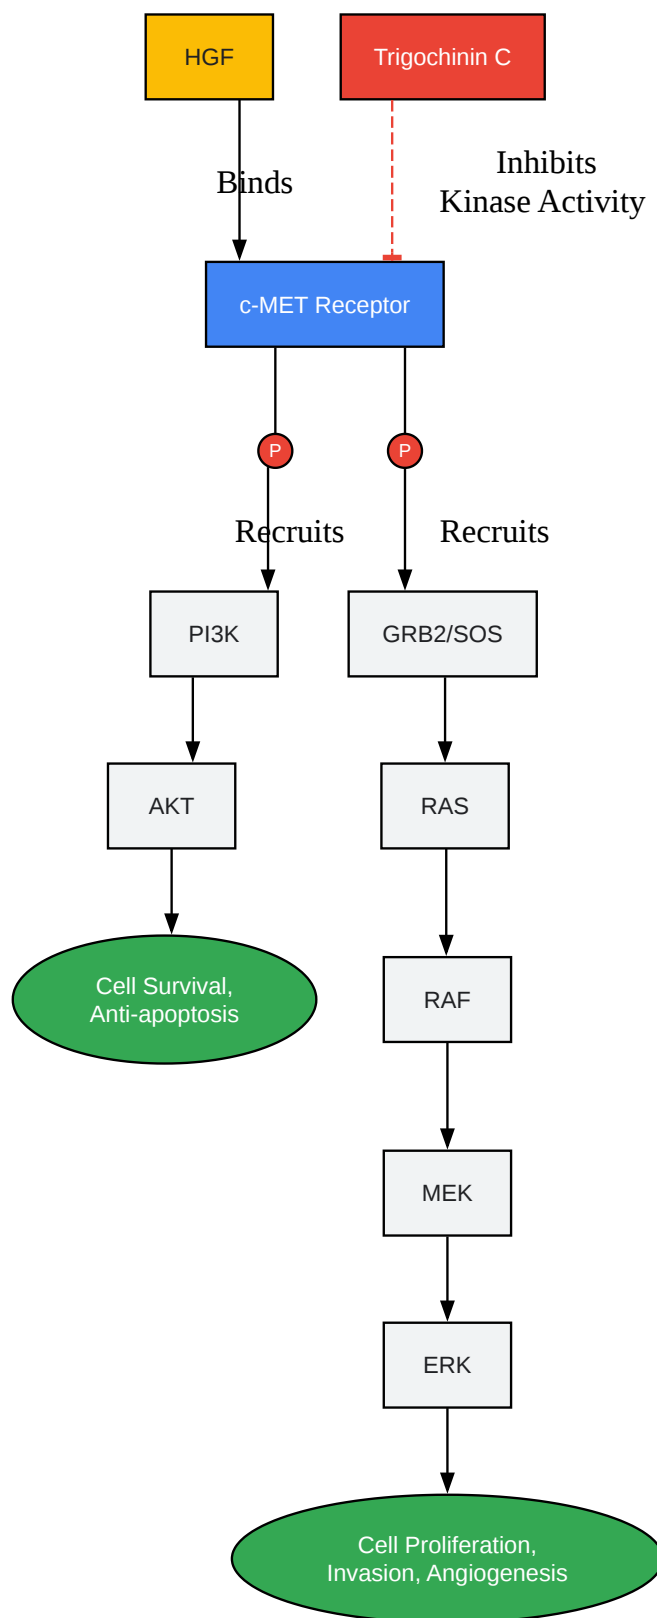 HGF
Trigochinin C
Binds
Inhibits
Kinase Activity
c-MET Receptor
P
P
Recruits
Recruits
PI3K
GRB2/SOS
AKT
RAS
Cell Survival,
Anti-apoptosis
RAF
MEK
ERK
Cell Proliferation,
Invasion, Angiogenesis